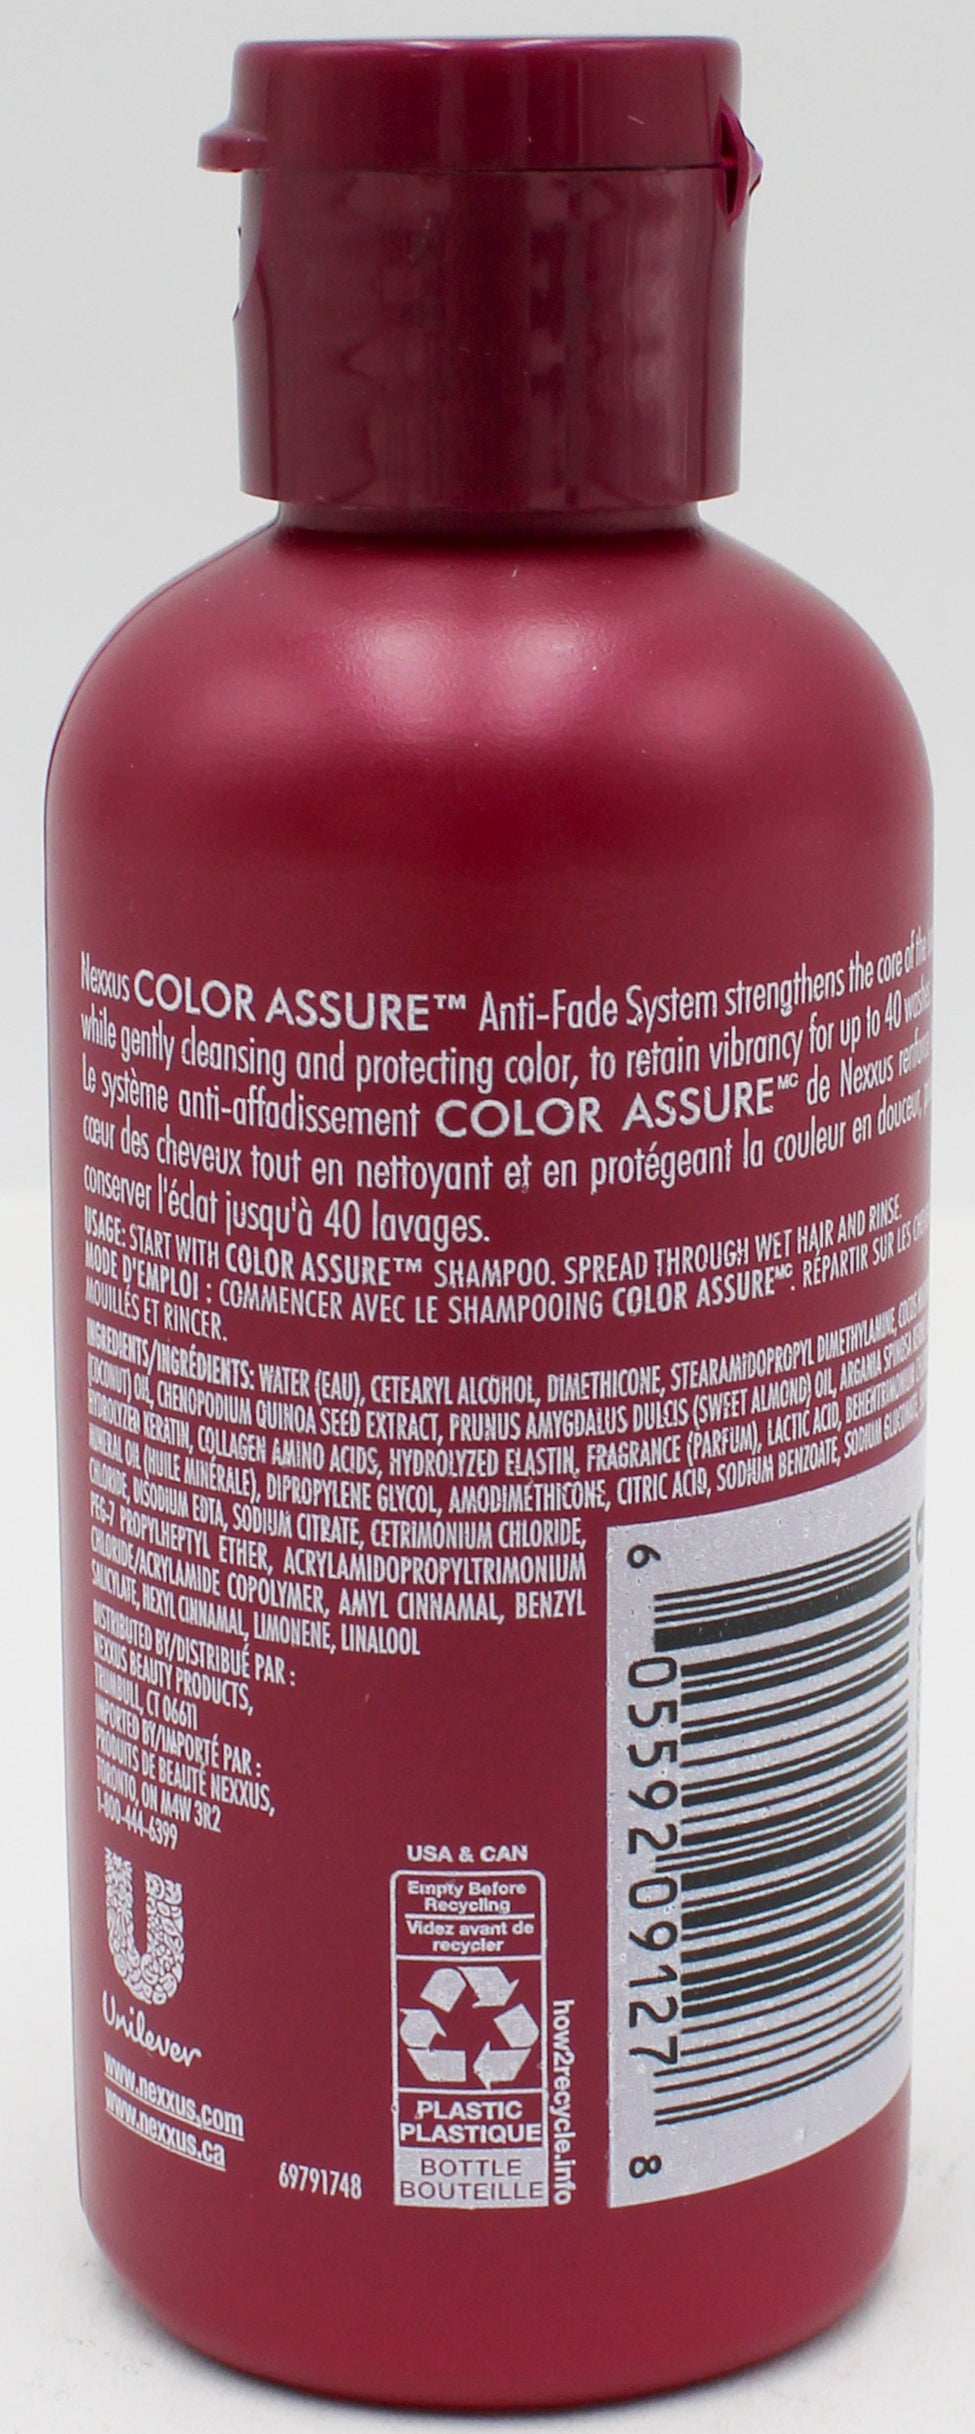 Nexxus COLOR ASSURE™ Anti-Fade System strengthens the core of the
while gently cleansing and protecting color, to retain vibrancy for up to 40 washes
Le système anti-affadissement COLOR ASSURE MC de Nexxus renforce
cœur des cheveux tout en nettoyant et en protégeant la couleur en douceur,
conserver l'éclat jusqu'à 40 lavages.
USAGE: START WITH COLOR ASSURE™ SHAMPOO. SPREAD THROUGH WET HAIR AND RINSE.
MODE D'EMPLOI : COMMENCER AVEC LE SHAMPOOING COLOR ASSURE MC. RÉPARTIR SUR LES
MOUILLÉS ET RINCER.
INGREDIENTS/INGRÉDIENTS: WATER (EAU), CETEARYL ALCOHOL, DIMETHICONE, STEARAMIDOPROPYL DIMETHYLAMINE, COCOS
(COCONUT) OIL, CHENOPODIUM QUINOA SEED EXTRACT, PRUNUS AMYGDALUS DULCIS (SWEET ALMOND) OIL, ARGANIA SPINOSA
HYDROLYZED KERATIN, COLLAGEN AMINO ACIDS, HYDROLYZED ELASTIN, FRAGRANCE (PARFUM), LACTIC ACID, BEHENTRIMONIUM
MINERAL OIL (HUILE MINÉRALE), DIPROPYLENE GLYCOL, AMODIMETHICONE, CITRIC ACID, SODIUM BENZOATE, SODIUM
CHLORIDE, DISODIUM EDTA, SODIUM CITRATE, CETRIMONIUM CHLORIDE,
PEG-7 PROPYLHEPTYL ETHER, ACRYLAMIDOPROPYLTRIMONIUM
CHLORIDE/ACRYLAMIDE COPOLYMER, AMYL CINNAMAL, BENZYL
SALICYLATE, HEXYL CINNAMAL, LIMONENE, LINALOOL
DISTRIBUTED BY/DISTRIBUÉ PAR :
NEXXUS BEAUTY PRODUCTS,
TRUMBULL, CT 06611
IMPORTED BY/IMPORTÉ PAR :
PRODUITS DE BEAUTÉ NEXXUS,
TORONTO, ON M4W 3R2
1-800-444-6399
Unilever
www.nexxus.com
www.nexxus.ca
69791748
USA & CAN
Empty Before
Recycling
Videz avant de
recycler
PLASTIC
PLASTIQUE
BOTTLE
BOUTEILLE
how2recycle.info
6 05592 09127 8